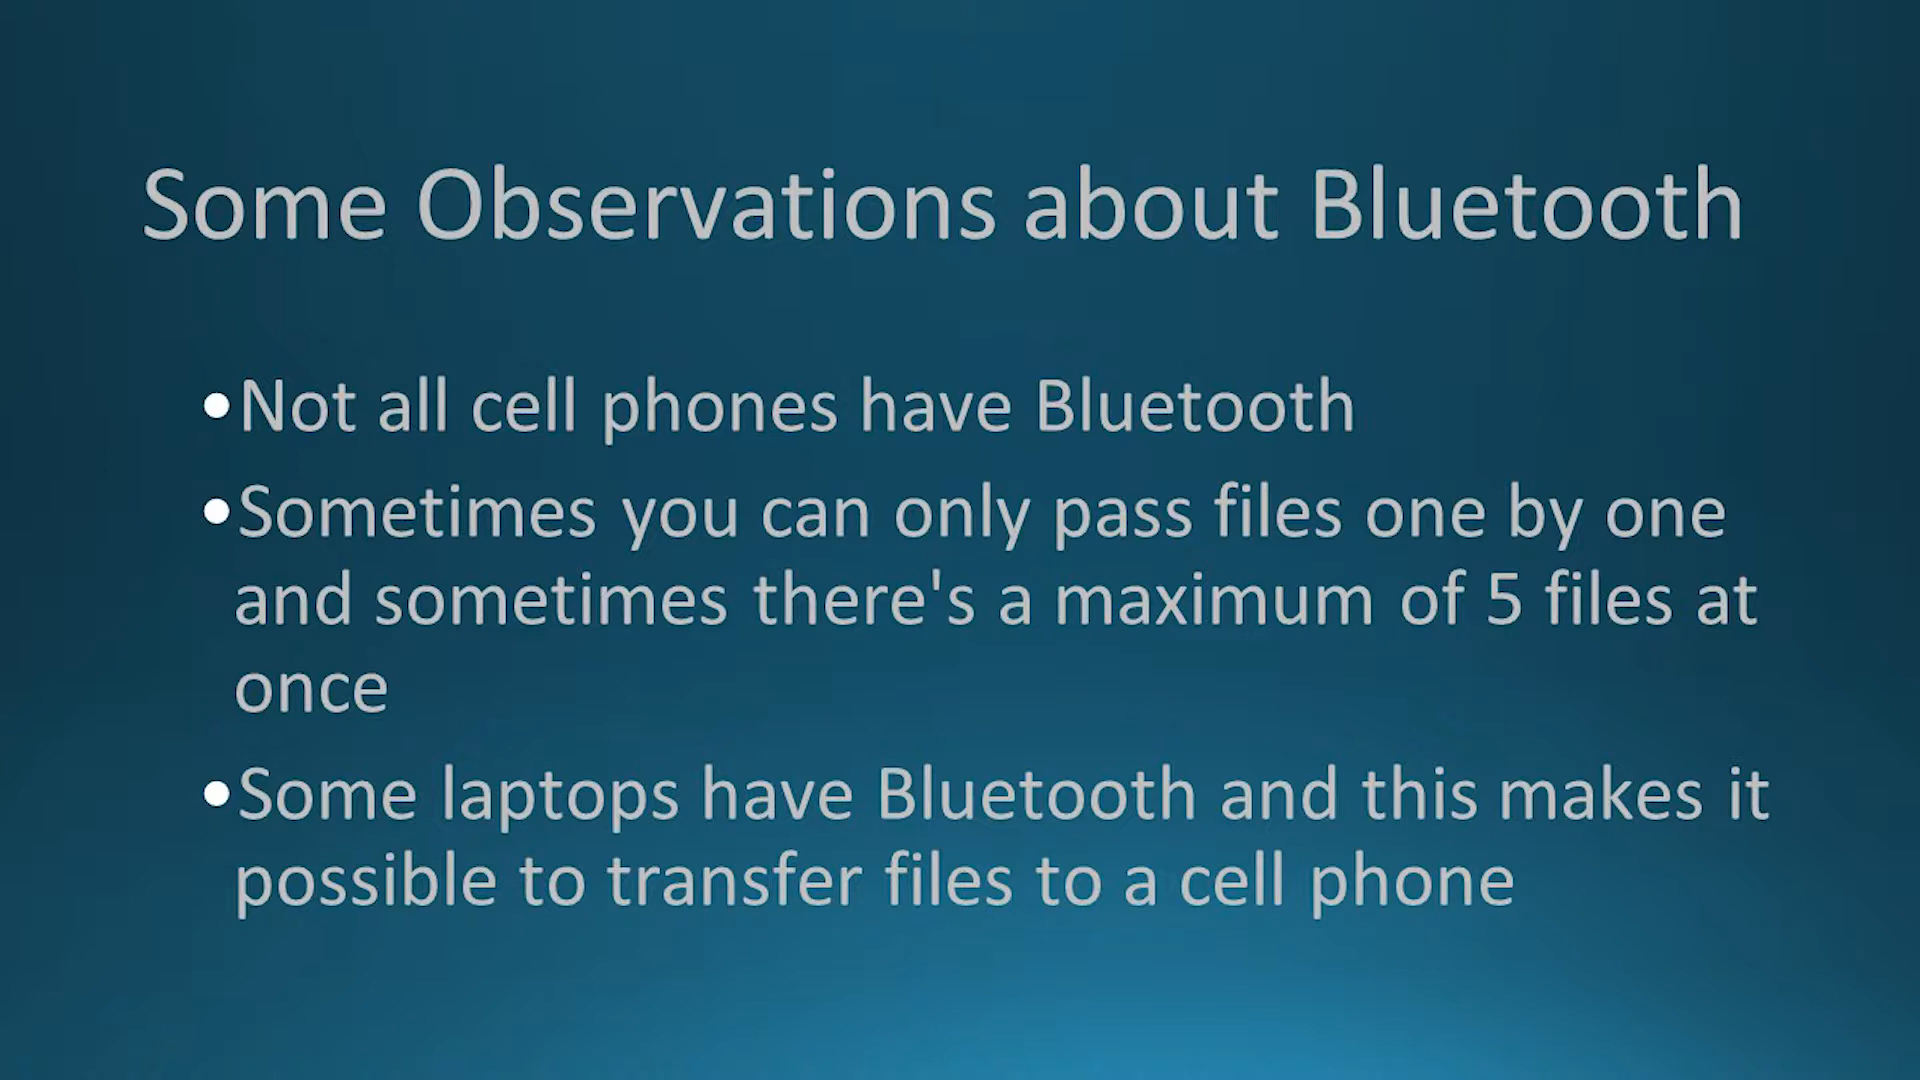 Some Observations about Bluetooth
•Not all cell phones have Bluetooth
•Sometimes you can only pass files one by one
and sometimes there's a maximum of 5 files at
once
•Some laptops have Bluetooth and this makes it
possible to transfer files to a cell phone